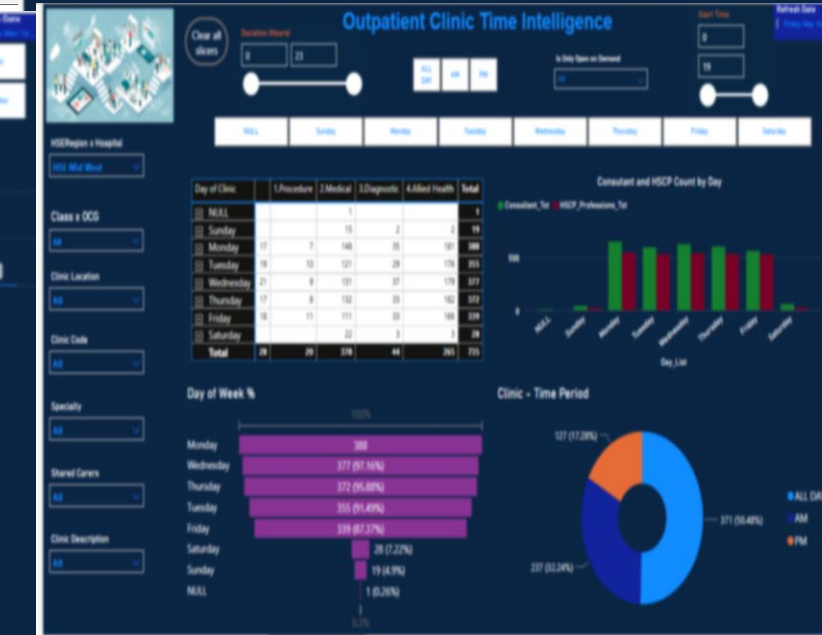 Outpatient Clinic Time Intelligence
Clear all
slicers
Duration (Hours)
0
23
ALL
DAY
AM
PM
Is Only Open on Demand
All
Start Time
0
19
Refresh Date
NULL
Sunday
Monday
Tuesday
Wednesday
Thursday
Friday
Saturday
HSERegion x Hospital
HSE Mid West
Class x OCG
All
Clinic Location
All
Clinic Code
All
Specialty
All
Shared Carers
All
Clinic Description
All
Day of Clinic 1.Procedure 2.Medical 3.Diagnostic 4.Allied Health Total
NULL 1 1
Sunday 15 2 2 19
Monday 17 7 148 35 181 388
Tuesday 19 10 121 29 176 355
Wednesday 21 9 131 37 179 377
Thursday 17 8 132 33 182 372
Friday 16 11 111 33 168 339
Saturday 22 3 3 28
Total 28 20 378 44 265 735
Consutant and HSCP Count by Day
Consultant_Tot HSCP_Professions_Tot
500
0
NULL
Sunday
Monday
Tuesday
Wednesday
Thursday
Friday
Saturday
Day_List
Day of Week %
100%
Monday 388
Wednesday 377 (97.16%)
Thursday 372 (95.88%)
Tuesday 355 (91.49%)
Friday 339 (87.37%)
Saturday 28 (7.22%)
Sunday 19 (4.9%)
NULL 1 (0.26%)
0.3%
Clinic - Time Period
127 (17.28%)
371 (50.48%)
237 (32.24%)
ALL DAY
AM
PM